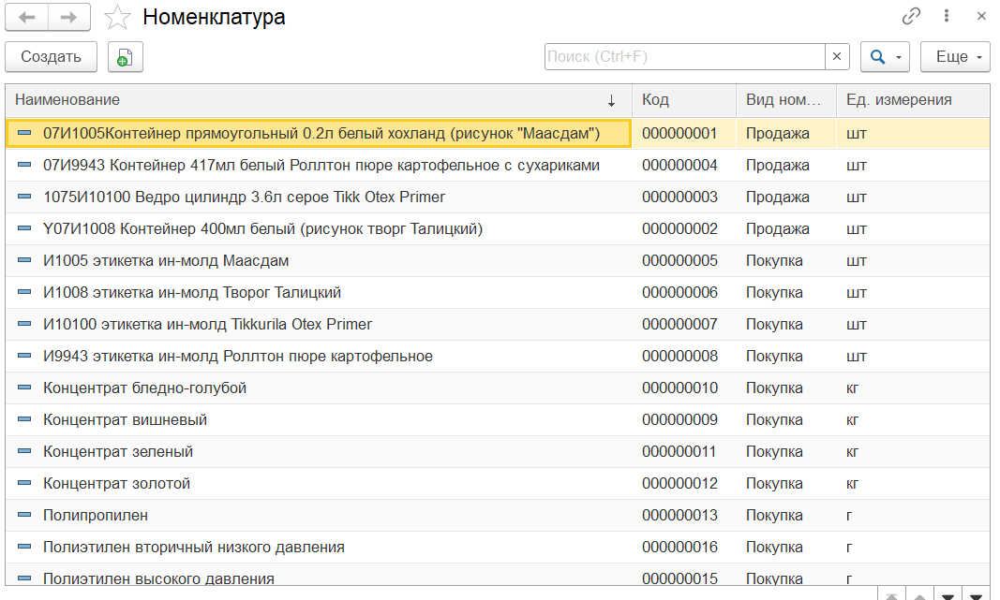 Номенклатура
Создать
Поиск (Ctrl+F)
Еще
Наименование Код Вид ном... Ед. измерения
07И1005Контейнер прямоугольный 0.2л белый хохланд (рисунок "Маасдам") 000000001 Продажа шт
07И9943 Контейнер 417мл белый Роллтон пюре картофельное с сухариками 000000004 Продажа шт
1075И10100 Ведро цилиндр 3.6л серое Tikk Otex Primer 000000003 Продажа шт
Y07И1008 Контейнер 400мл белый (рисунок творг Талицкий) 000000002 Продажа шт
И1005 этикетка ин-молд Маасдам 000000005 Покупка шт
И1008 этикетка ин-молд Творог Талицкий 000000006 Покупка шт
И10100 этикетка ин-молд Tikkurila Otex Primer 000000007 Покупка шт
И9943 этикетка ин-молд Роллтон пюре картофельное 000000008 Покупка шт
Концентрат бледно-голубой 000000010 Покупка кг
Концентрат вишневый 000000009 Покупка кг
Концентрат зеленый 000000011 Покупка кг
Концентрат золотой 000000012 Покупка кг
Полипропилен 000000013 Покупка г
Полиэтилен вторичный низкого давления 000000016 Покупка г
Полиэтилен высокого давления 000000015 Покупка г